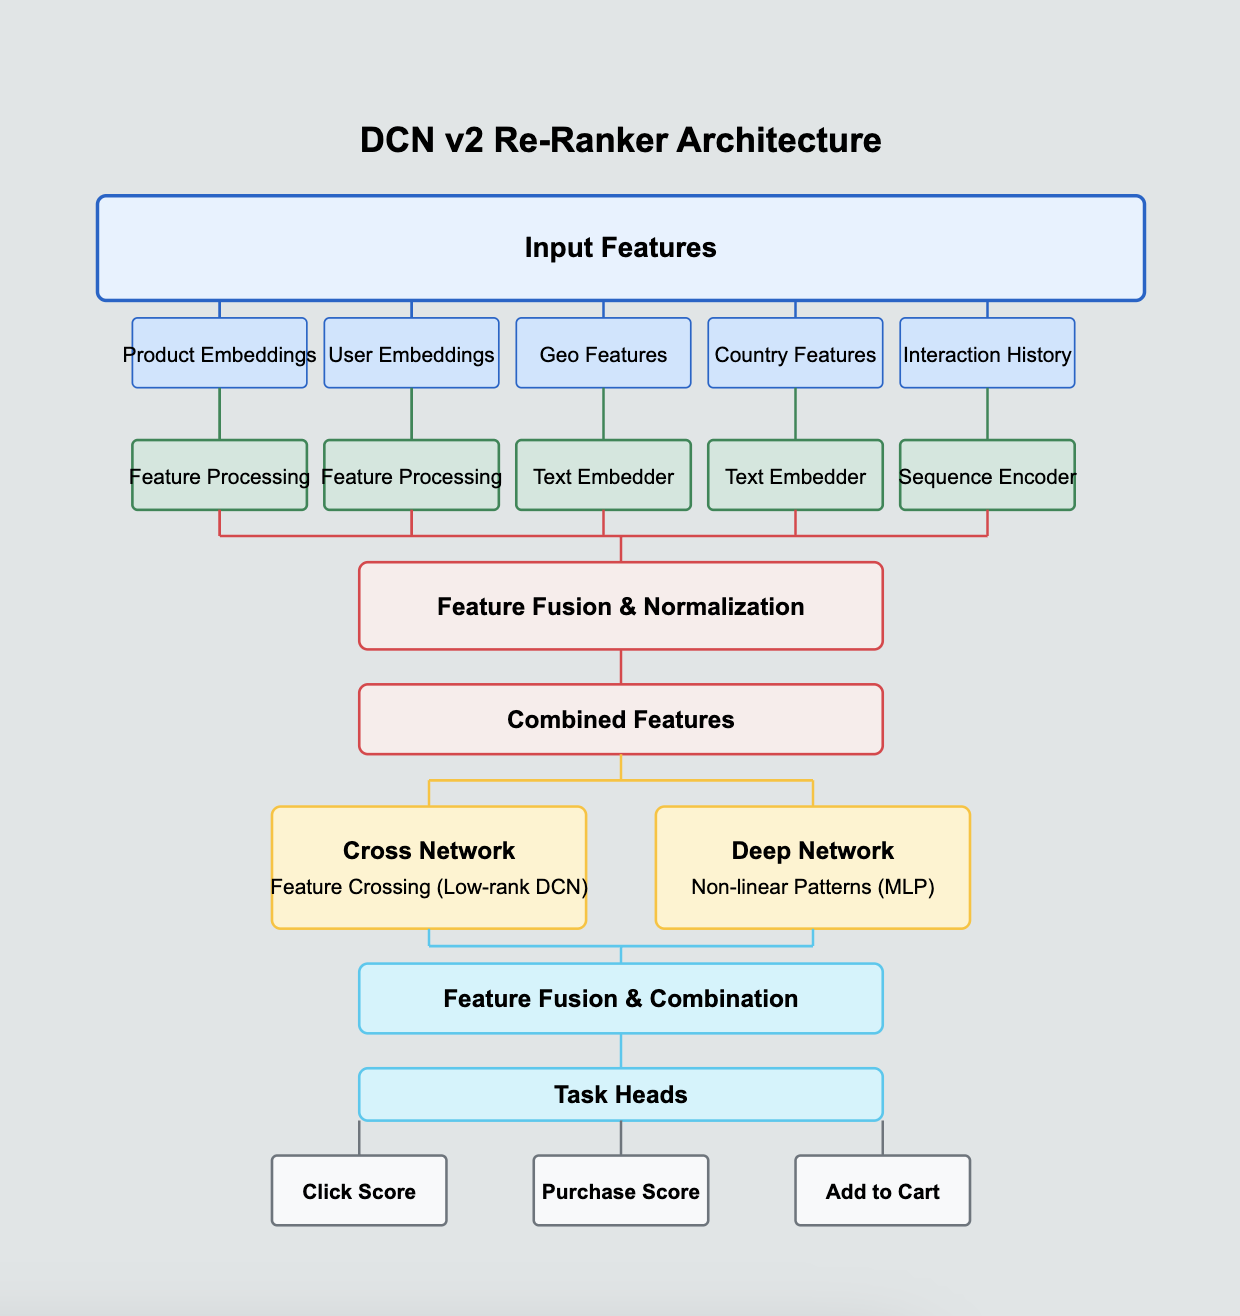 DCN v2 Re-Ranker Architecture
Input Features
Product Embeddings
User Embeddings
Geo Features
Country Features
Interaction History
Feature Processing
Feature Processing
Text Embedder
Text Embedder
Sequence Encoder
Feature Fusion & Normalization
Combined Features
Cross Network
Feature Crossing (Low-rank DCN)
Deep Network
Non-linear Patterns (MLP)
Feature Fusion & Combination
Task Heads
Click Score
Purchase Score
Add to Cart